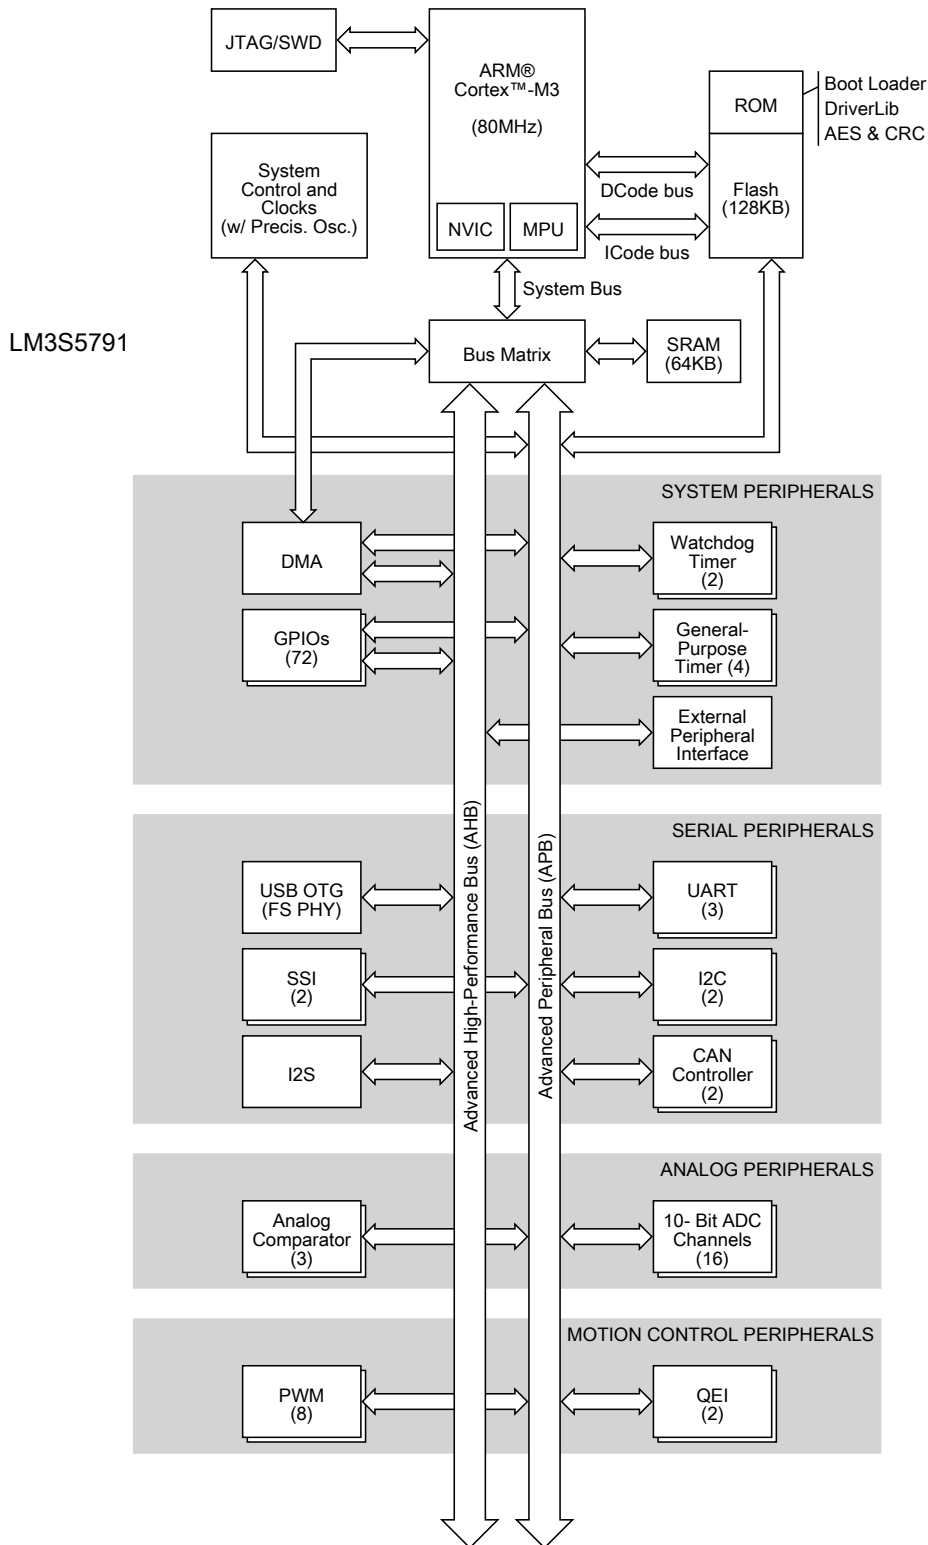 JTAG/SWD
ARM®
Cortex™-M3
(80MHz)
NVIC
MPU
ROM
Boot Loader
DriverLib
AES & CRC
System
Control and
Clocks
(w/ Precis. Osc.)
DCode bus
Flash
(128KB)
ICode bus
System Bus
LM3S5791
Bus Matrix
SRAM
(64KB)
SYSTEM PERIPHERALS
DMA
Watchdog
Timer
(2)
GPIOs
(72)
General-
Purpose
Timer (4)
External
Peripheral
Interface
Advanced High-Performance Bus (AHB)
Advanced Peripheral Bus (APB)
SERIAL PERIPHERALS
USB OTG
(FS PHY)
UART
(3)
SSI
(2)
I2C
(2)
I2S
CAN
Controller
(2)
ANALOG PERIPHERALS
Analog
Comparator
(3)
10- Bit ADC
Channels
(16)
MOTION CONTROL PERIPHERALS
PWM
(8)
QEI
(2)